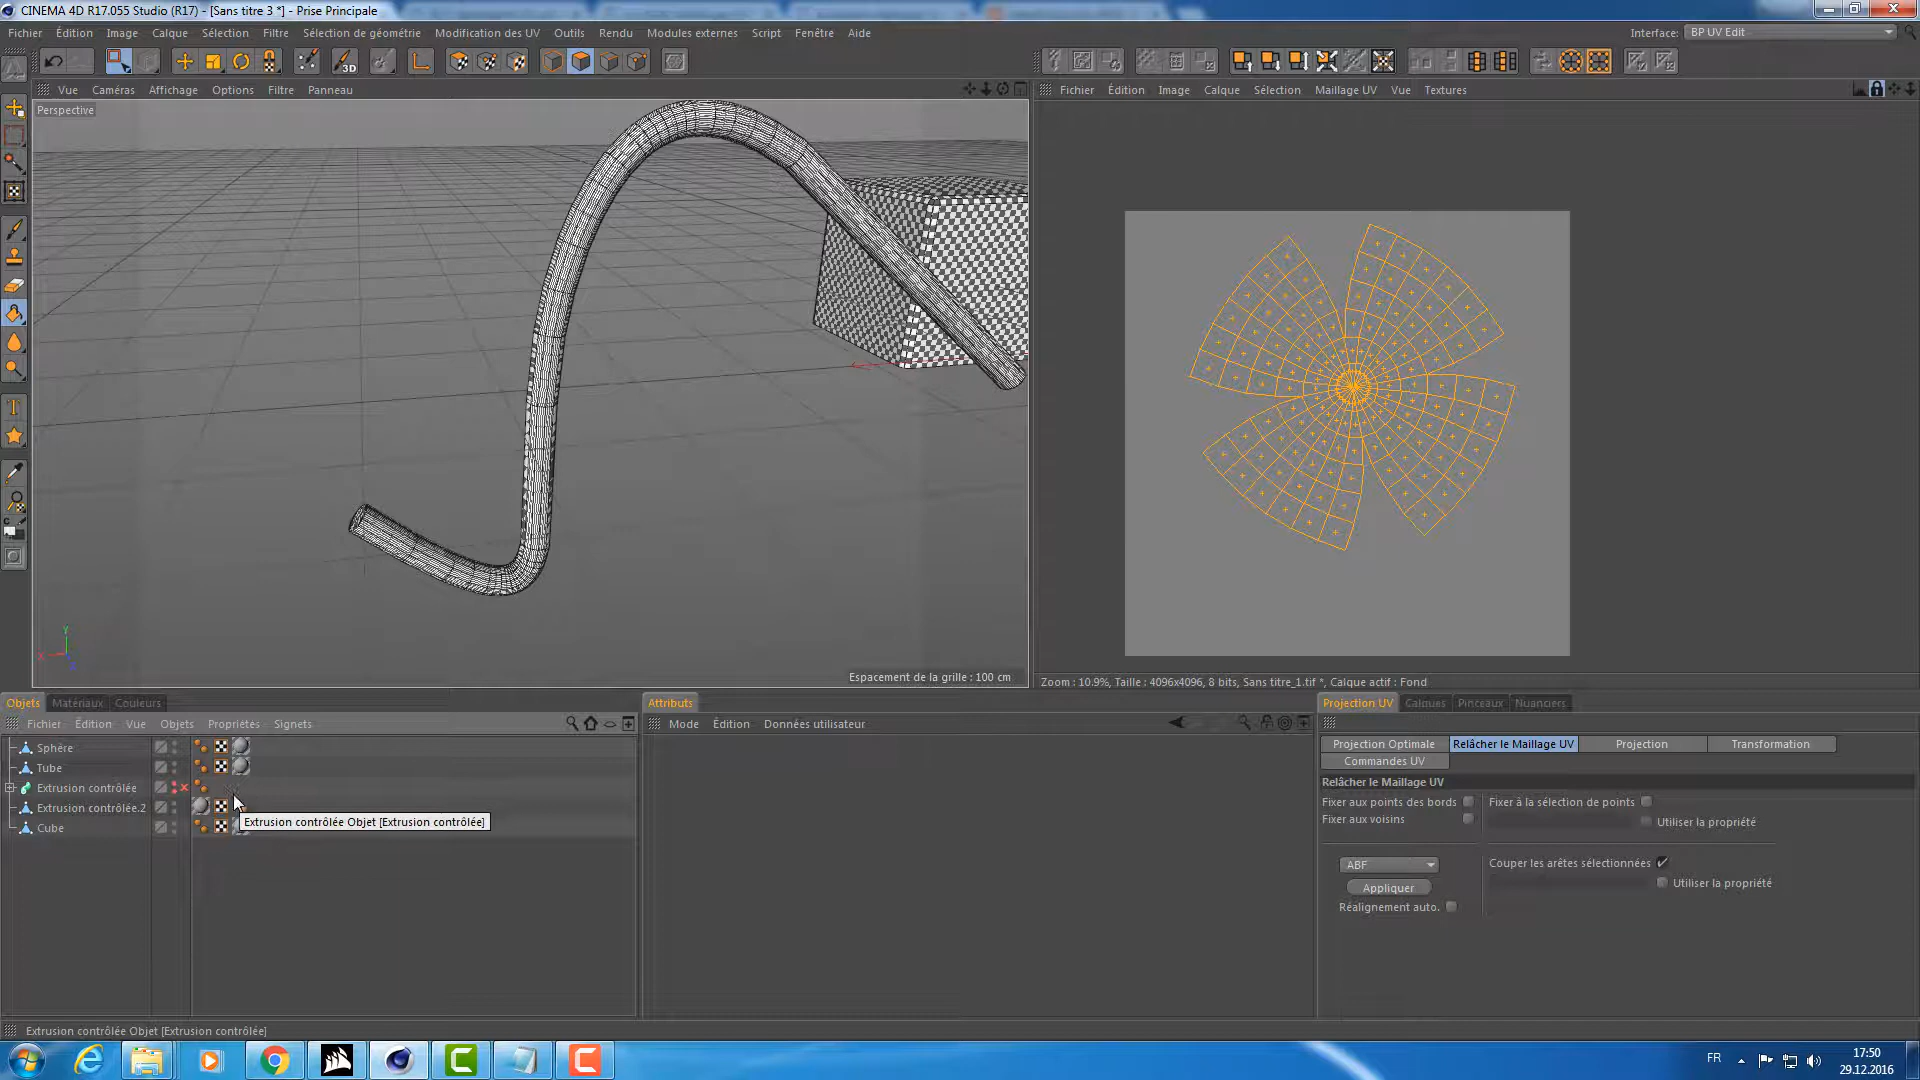 CINEMA 4D R17.055 Studio (R17) - [Sans titre 3 *] - Prise Principale
Fichier Édition Image Calque Sélection Filtre Sélection de géométrie Modification des UV Outils Rendu Modules externes Script Fenêtre Aide
Interface: BP UV Edit
3D
Vue Caméras Affichage Options Filtre Panneau
Fichier Édition Image Calque Sélection Maillage UV Vue Textures
Perspective
Y
X
Z
Espacement de la grille : 100 cm
Zoom : 10.9%, Taille : 4096x4096, 8 bits, Sans titre_1.tif *, Calque actif : Fond
Objets Matériaux Couleurs
Attributs
Projection UV Calques Pinceaux Nuancier
Fichier Édition Vue Objets Propriétés Signets
Mode Édition Données utilisateur
Sphère
Tube
Extrusion contrôlée
Extrusion contrôlée.2
Cube
Extrusion contrôlée Objet [Extrusion contrôlée]
Projection Optimale Relâcher le Maillage UV Projection Transformation
Commandes UV
Relâcher le Maillage UV
Fixer aux points des bords Fixer à la sélection de points
Fixer aux voisins Utiliser la propriété
ABF Couper les arêtes sélectionnées
Appliquer Utiliser la propriété
Réalignement auto.
Extrusion contrôlée Objet [Extrusion contrôlée]
FR
17:50
29.12.2016